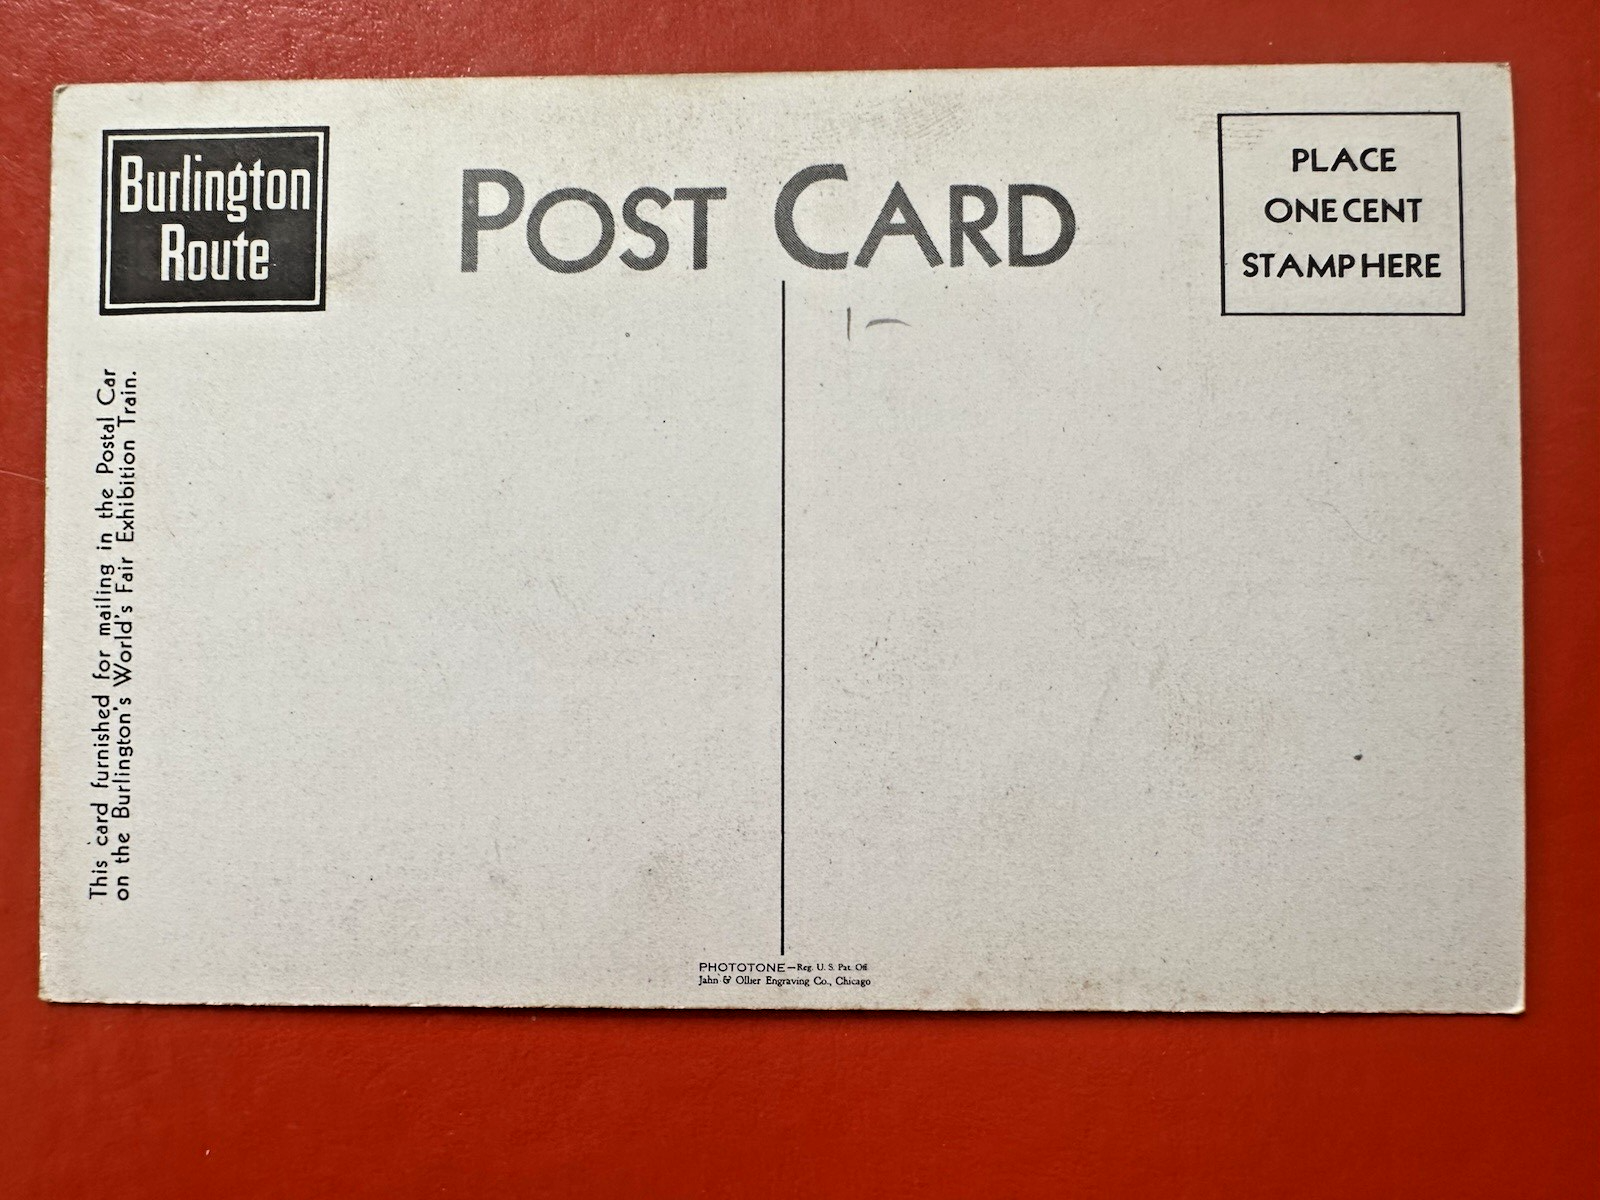 Burlington
Route
POST CARD
PLACE
ONE CENT
STAMP HERE
1-
This card furnished for mailing in the Postal Car
on the Burlington's World's Fair Exhibition Train.
PHOTOTONE—Reg. U. S. Pat. Off
Jahn & Ollier Engraving Co., Chicago